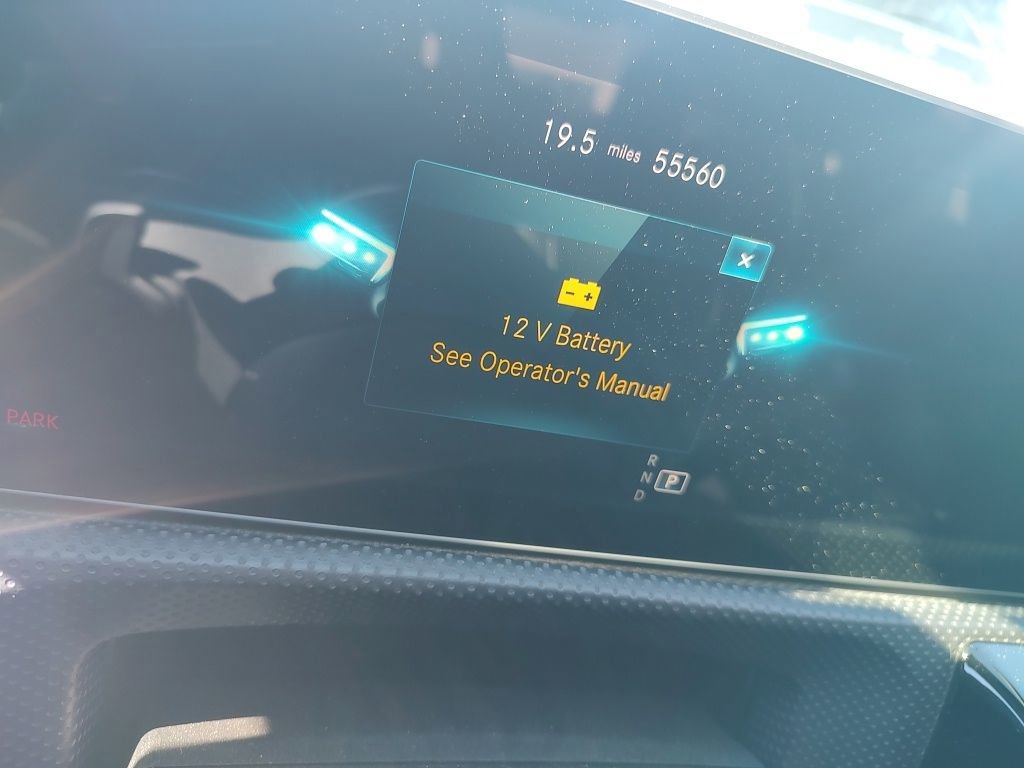 19.5 miles 55560
×
12 V Battery
See Operator's Manual
PARK
R
N P
D